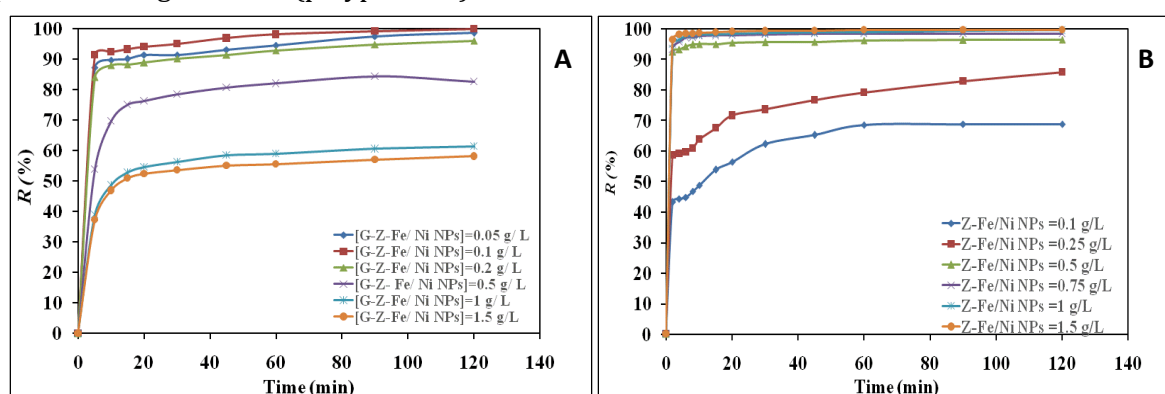 100
90
80
70
60
50
40
30
20
10
0
R (%)
A
[G-Z-Fe/ Ni NPs]=0.05 g/ L
[G-Z-Fe/ Ni NPs]=0.1 g/ L
[G-Z-Fe/ Ni NPs]=0.2 g/ L
[G-Z- Fe/ Ni NPs]=0.5 g/ L
[G-Z-Fe/ Ni NPs]=1 g/ L
[G-Z-Fe/ Ni NPs]=1.5 g/L
0 20 40 60 80 100 120 140
Time (min)
100
90
80
70
60
50
40
30
20
10
0
R (%)
B
Z-Fe/Ni NPs =0.1 g/L
Z-Fe/Ni NPs =0.25 g/L
Z-Fe/Ni NPs =0.5 g/L
Z-Fe/Ni NPs =0.75 g/L
Z-Fe/Ni NPs =1 g/L
Z-Fe/Ni NPs =1.5 g/L
0 20 40 60 80 100 120 140
Time (min)